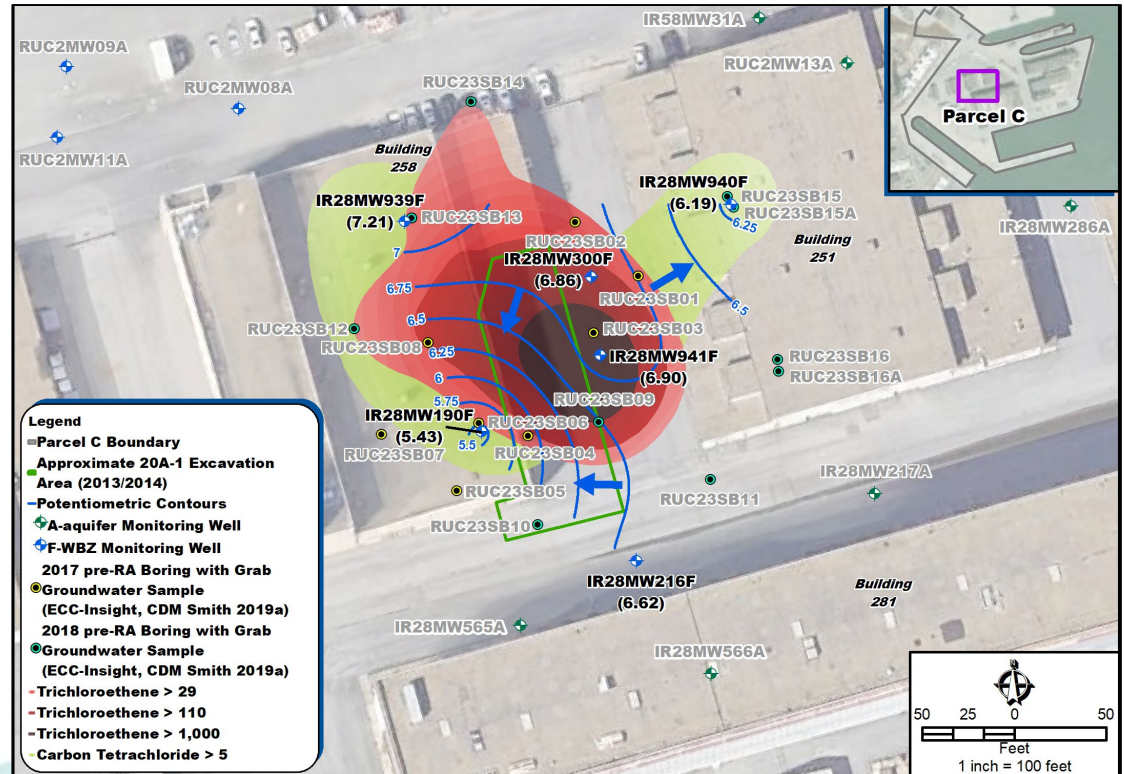 IR58MW31A
RUC2MW09A
RUC2MW13A
RUC2MW08A
RUC23SB14
Parcel C
RUC2MW11A
Building
258
IR28MW939F
(7.21)
RUC23SB13
IR28MW940F
(6.19)
RUC23SB15
RUC23SB15A
6.25
IR28MW286A
RUC23SB02
Building
251
7
IR28MW300F
(6.86)
6.75
RUC23SB01
6.5
6.5
RUC23SB12
RUC23SB03
RUC23SB08
6.25
IR28MW941F
(6.90)
RUC23SB16
RUC23SB16A
6
5.75
RUC23SB09
IR28MW190F
(5.43)
RUC23SB06
5.5
RUC23SB07
RUC23SB04
RUC23SB05
RUC23SB11
IR28MW217A
RUC23SB10
IR28MW216F
(6.62)
Building
281
IR28MW565A
IR28MW566A
Legend
Parcel C Boundary
Approximate 20A-1 Excavation
Area (2013/2014)
Potentiometric Contours
A-aquifer Monitoring Well
F-WBZ Monitoring Well
2017 pre-RA Boring with Grab
Groundwater Sample
(ECC-Insight, CDM Smith 2019a)
2018 pre-RA Boring with Grab
Groundwater Sample
(ECC-Insight, CDM Smith 2019a)
Trichloroethene > 29
Trichloroethene > 110
Trichloroethene > 1,000
Carbon Tetrachloride > 5
50 25 0 50
Feet
1 inch = 100 feet